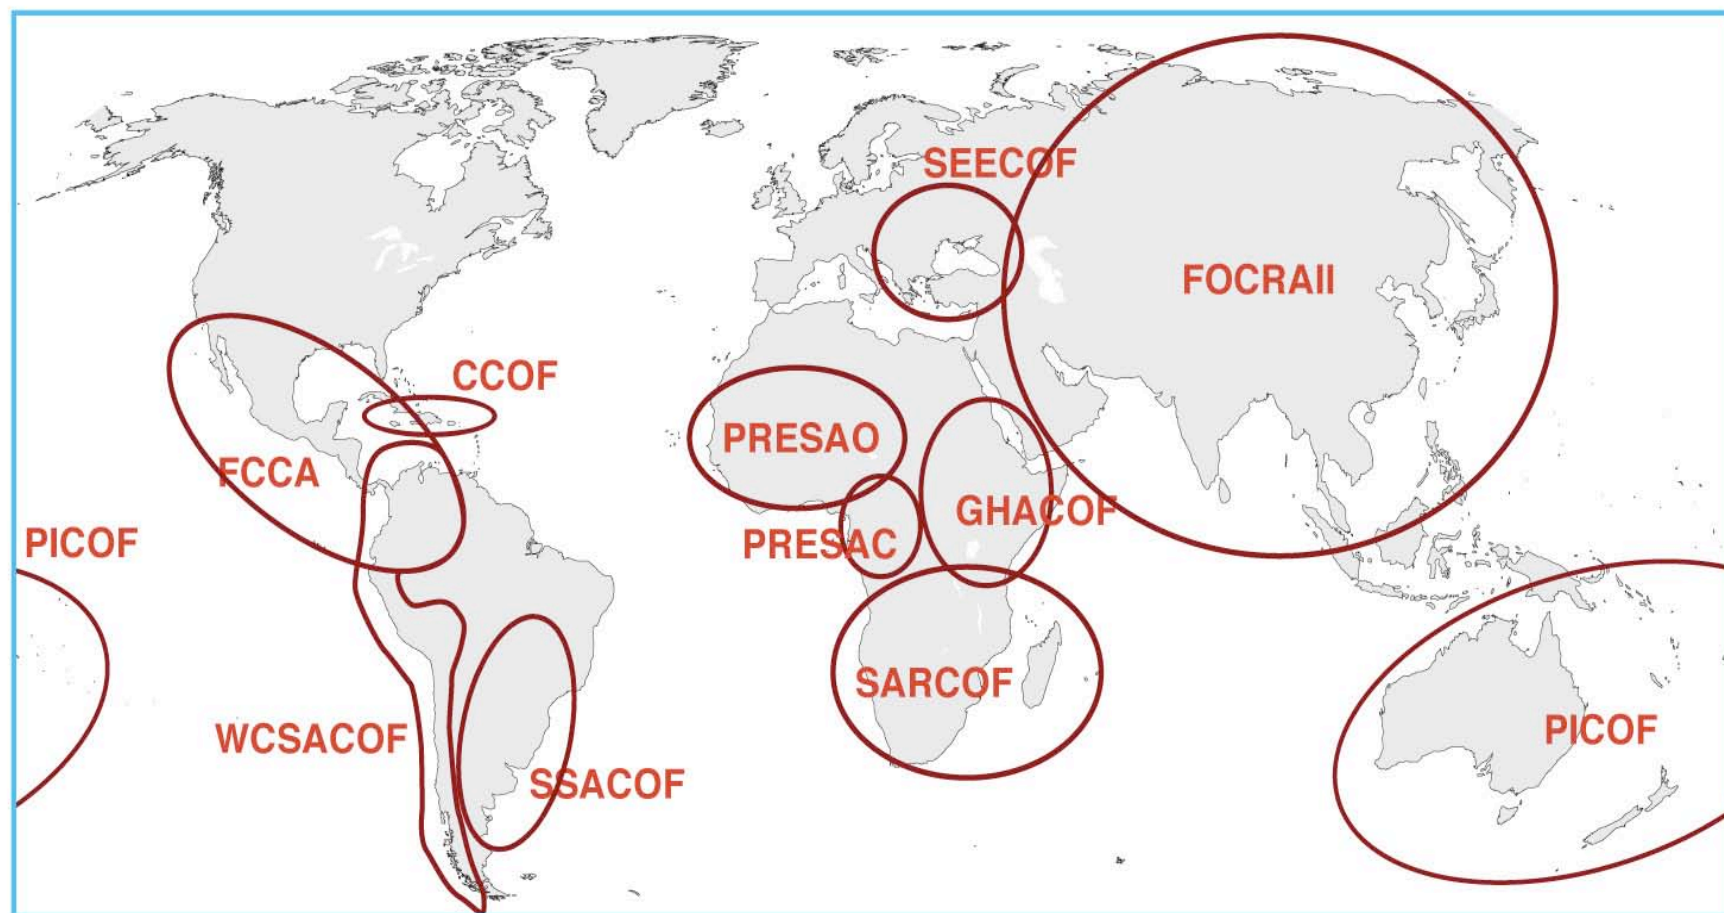 SEECOF
FOCRAII
CCOF
PRESAO
FCCA
GHACOF
PICOF
PRESAC
SARCOF
WCSACOF
PICOF
SSACOF